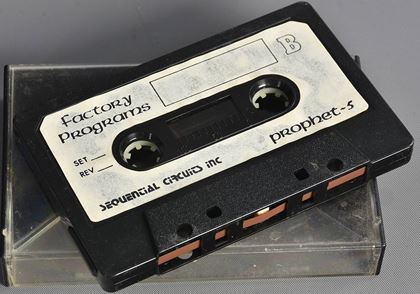 Factory
Programs
B
SET
REV
prophet-5
SEQUENTIAL CIRCUITS INC